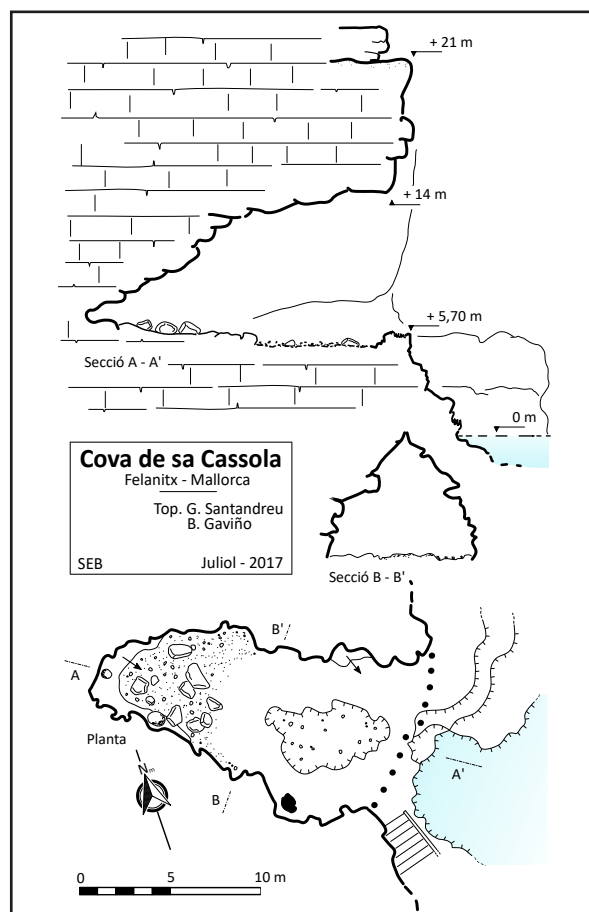 + 21 m
+ 14 m
+ 5,70 m
Secció A - A'
0 m
Cova de sa Cassola
Felanitx - Mallorca
Top. G. Santandreu
B. Gaviño
SEB Juliol - 2017
Secció B - B'
B'
A
Planta
A'
Nm
B
0 5 10 m